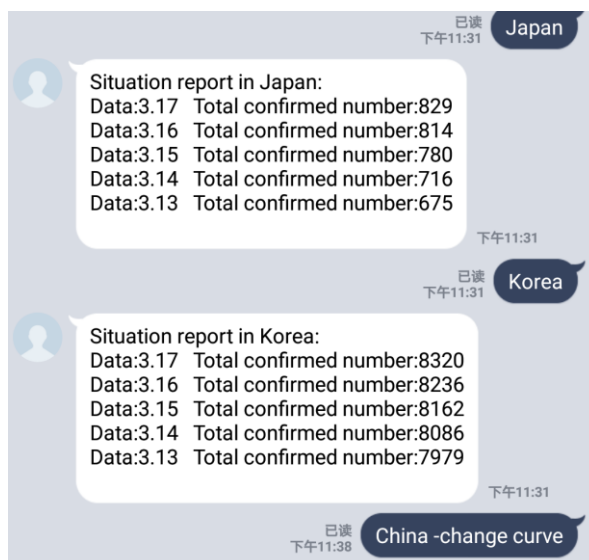 已读
下午11:31
Japan
Situation report in Japan:
Data:3.17 Total confirmed number:829
Data:3.16 Total confirmed number:814
Data:3.15 Total confirmed number:780
Data:3.14 Total confirmed number:716
Data:3.13 Total confirmed number:675
下午11:31
已读
下午11:31
Korea
Situation report in Korea:
Data:3.17 Total confirmed number:8320
Data:3.16 Total confirmed number:8236
Data:3.15 Total confirmed number:8162
Data:3.14 Total confirmed number:8086
Data:3.13 Total confirmed number:7979
下午11:31
已读
下午11:38
China -change curve